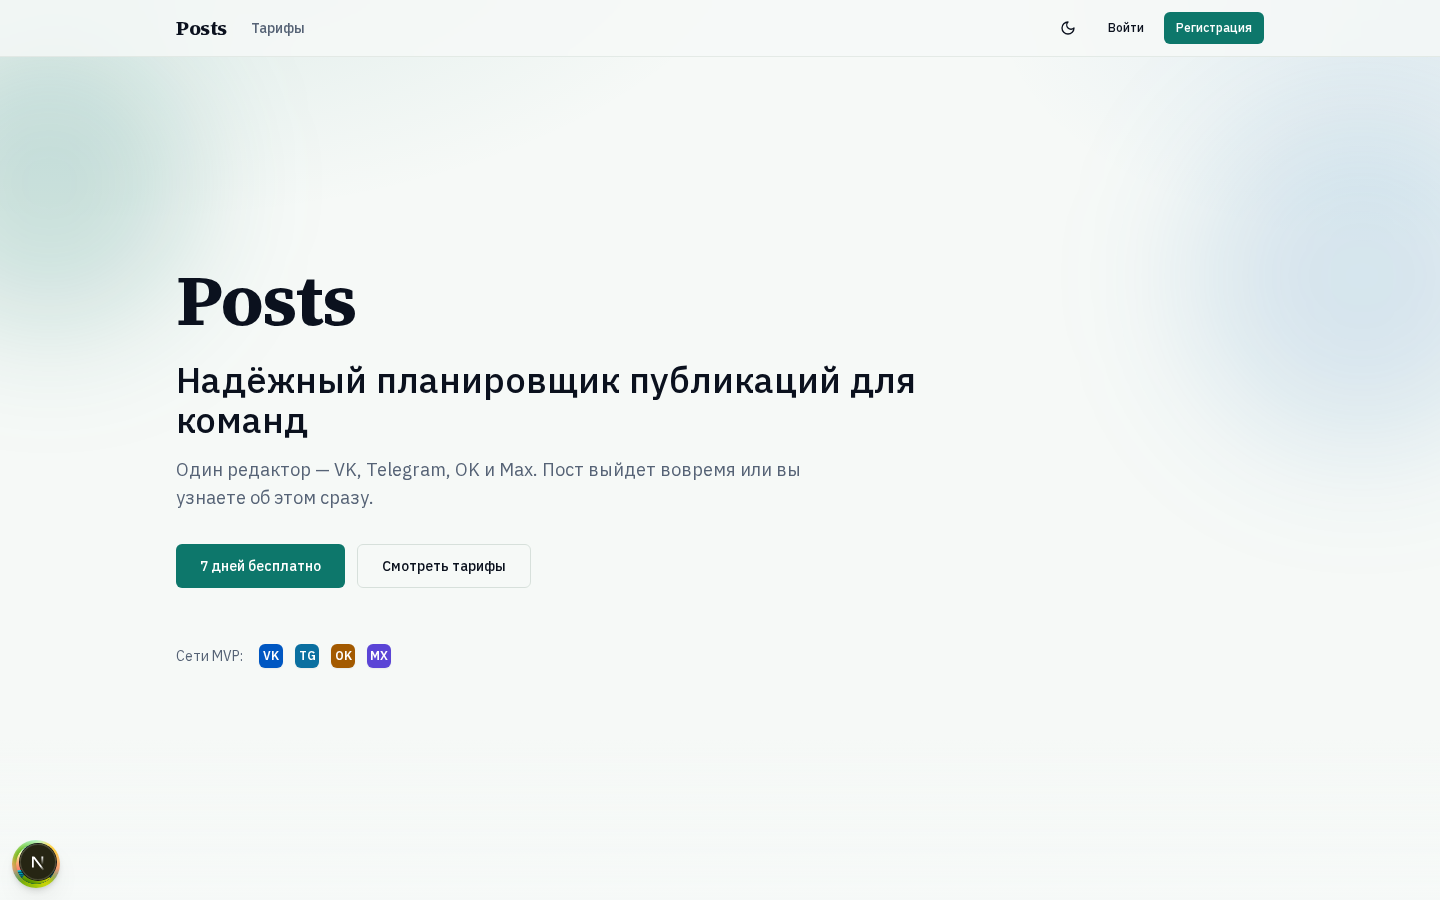 Posts
Тарифы
Войти
Регистрация
Posts
Надёжный планировщик публикаций для
команд
Один редактор — VK, Telegram, OK и Max. Пост выйдет вовремя или вы
узнаете об этом сразу.
7 дней бесплатно
Смотреть тарифы
Сети MVP: VK TG OK MX
N